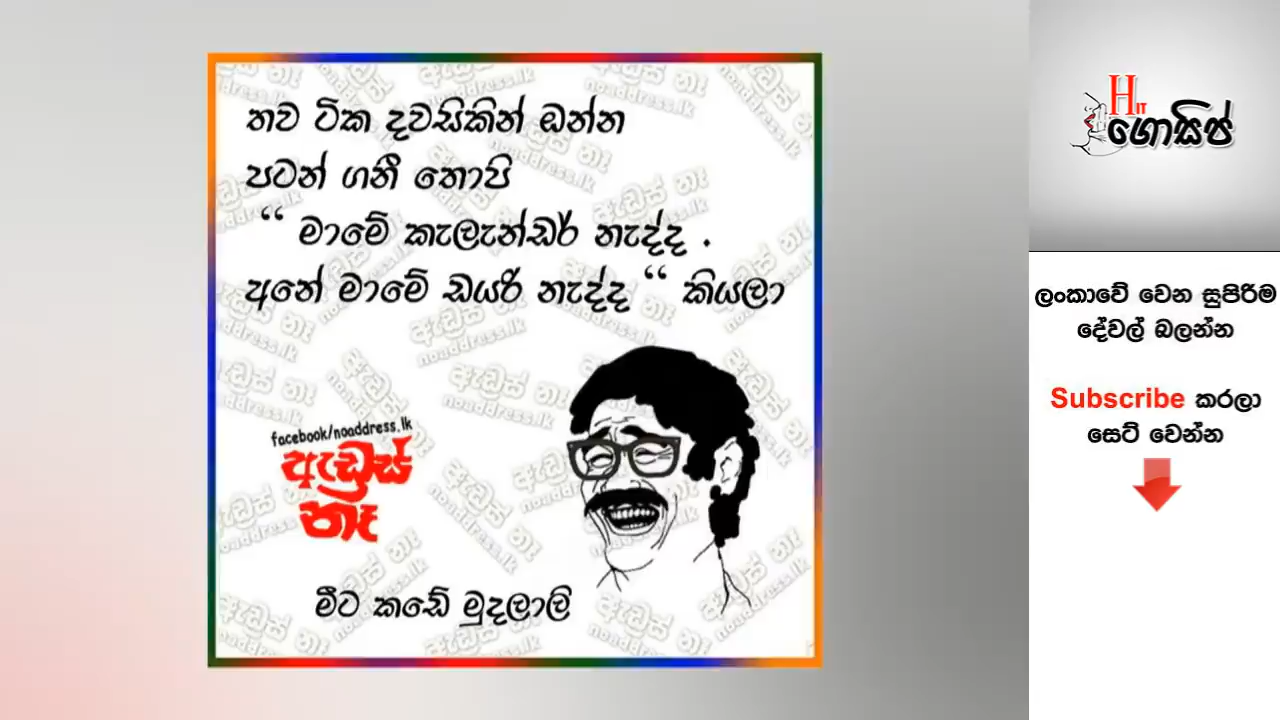 තව ටික දවසිකින් ඔන්න
පටන් ගනී තොපි
“ මාමේ කැලැන්ඩර් නැද්ද .
අනේ මාමේ ඩයරි නැද්ද “ කියලා
facebook/noaddress.lk
ඇඩ්‍රස්
නෑ
මීට කඩේ මුදලාලි
HIT
ගොසිප්
ලංකාවේ වෙන සුපිරිම
දේවල් බලන්න
Subscribe කරලා
සෙට් වෙන්න